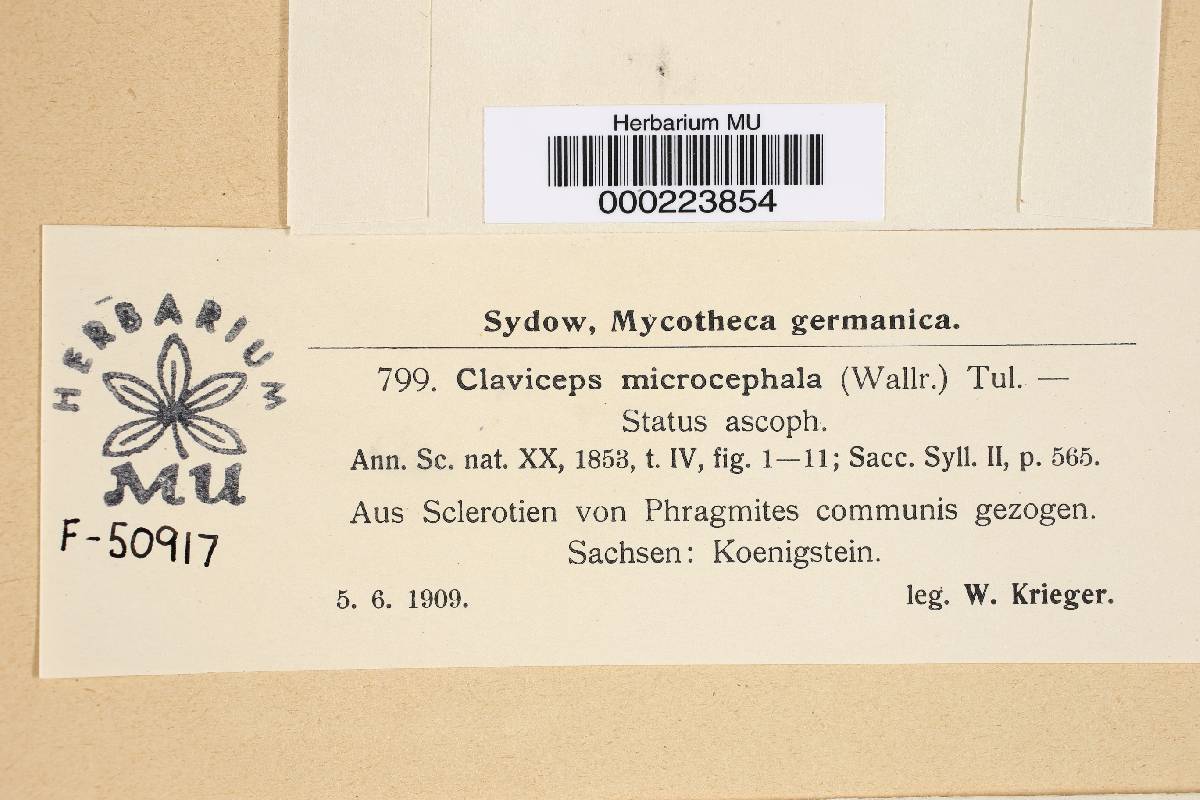 Herbarium MU
000223854
HERBARIUM
MU
F-50917
Sydow, Mycotheca germanica.
799. Claviceps microcephala (Wallr.) Tul. —
Status ascoph.
Ann. Sc. nat. XX, 1853, t. IV, fig. 1—11; Sacc. Syll. II, p. 565.
Aus Sclerotien von Phragmites communis gezogen.
Sachsen: Koenigstein.
5. 6. 1909. leg. W. Krieger.